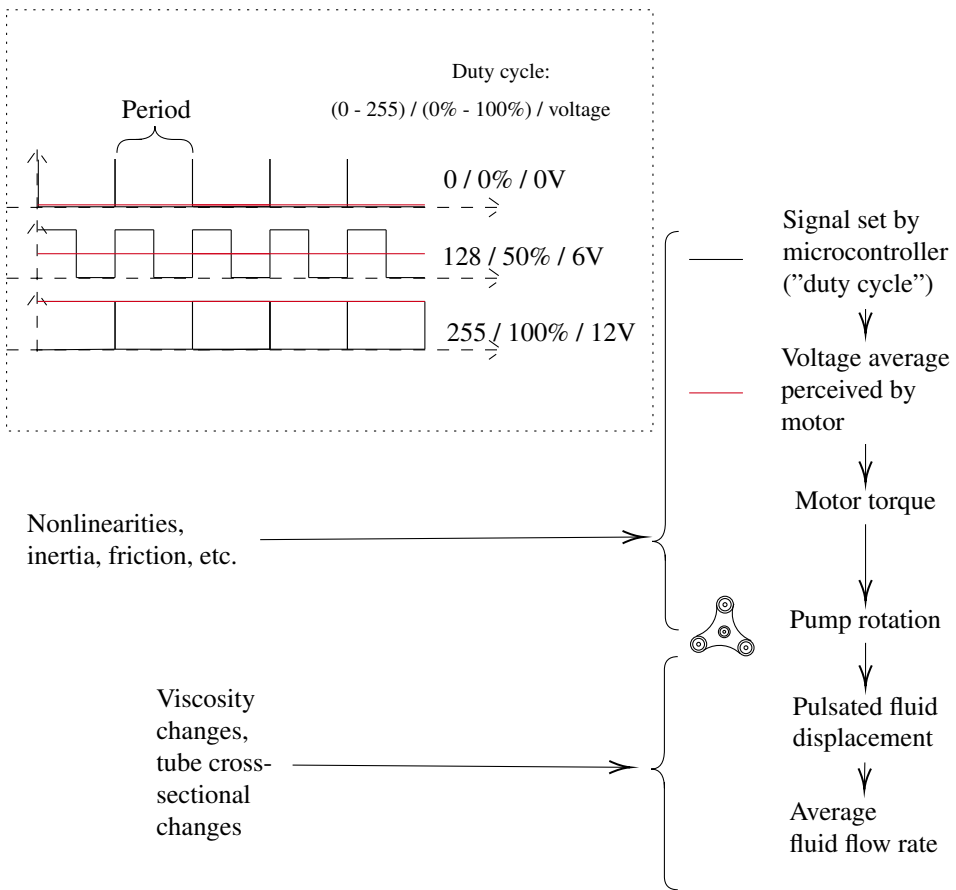 Duty cycle:
(0 - 255) / (0% - 100%) / voltage
Period
0 / 0% / 0V
128 / 50% / 6V
255 / 100% / 12V
Signal set by
microcontroller
(”duty cycle”)
Voltage average
perceived by
motor
Motor torque
Nonlinearities,
inertia, friction, etc.
Pump rotation
Viscosity
changes,
tube cross-
sectional
changes
Pulsated fluid
displacement
Average
fluid flow rate